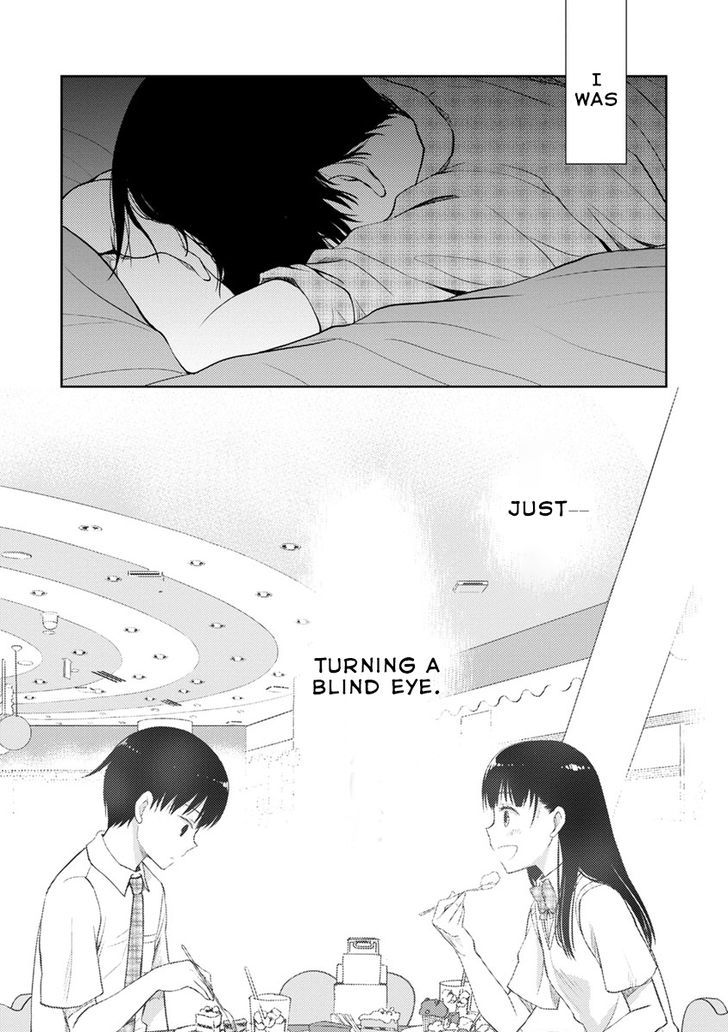 I
WAS
JUST—
TURNING A
BLIND EYE.